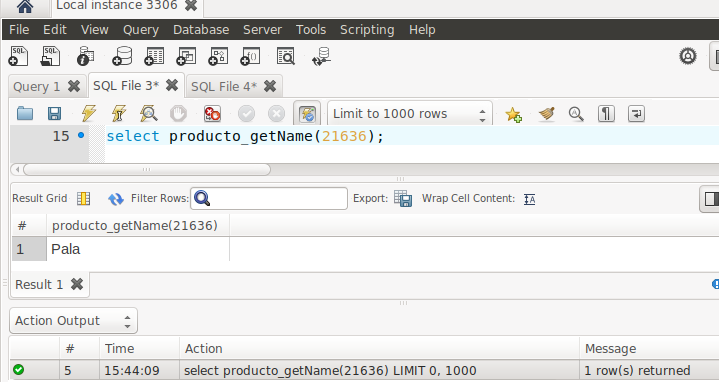 Local instance 3306
File Edit View Query Database Server Tools Scripting Help
Query 1 SQL File 3* SQL File 4*
Limit to 1000 rows
15 select producto_getName(21636);
Result Grid Filter Rows: Export: Wrap Cell Content:
# producto_getName(21636)
1 Pala
Result 1
Action Output
# Time Action Message
5 15:44:09 select producto_getName(21636) LIMIT 0, 1000 1 row(s) returned